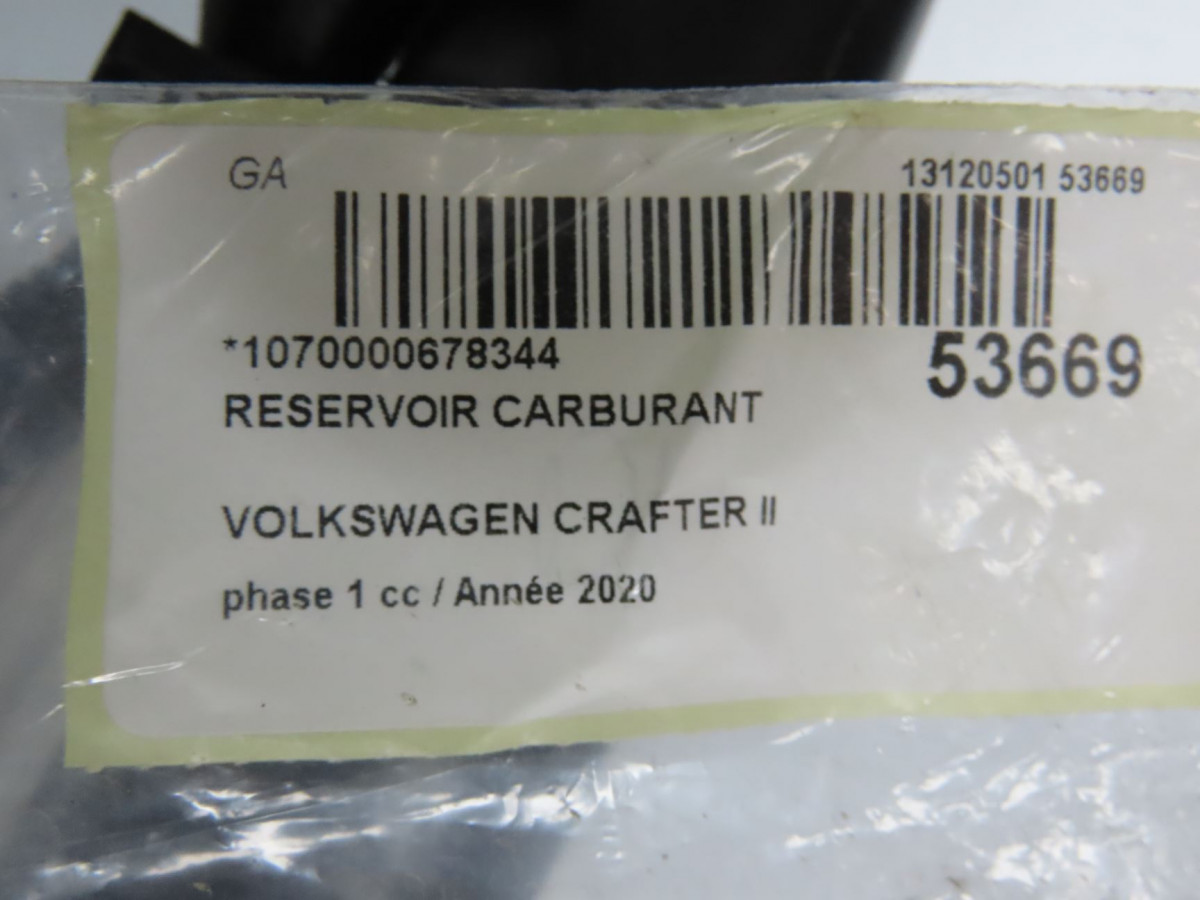 GA
13120501 53669
*1070000678344
53669
RESERVOIR CARBURANT
VOLKSWAGEN CRAFTER II
phase 1 cc / Année 2020